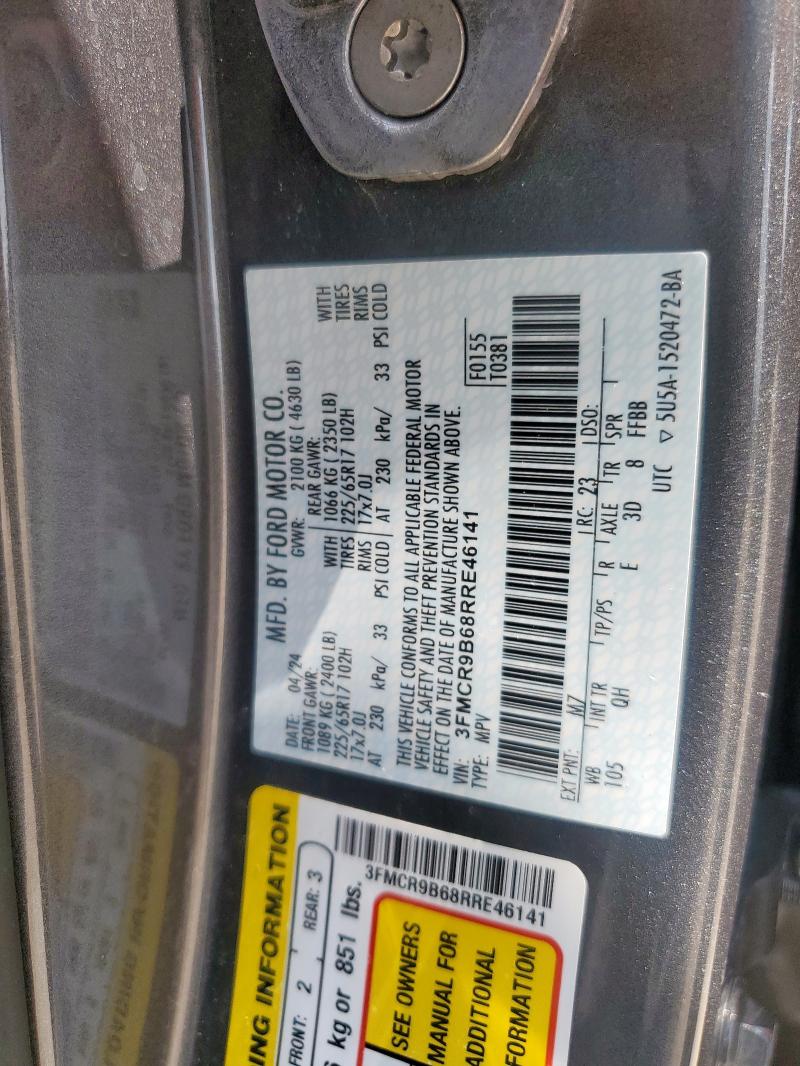 MFD. BY FORD MOTOR CO.
DATE: 04/24 GVWR: 2100 KG ( 4630 LB)
FRONT GAWR: REAR GAWR:
1089 KG ( 2400 LB) WITH 1066 KG ( 2350 LB) WITH
225/65R17 102H TIRES 225/65R17 102H TIRES
17x7.0J RIMS 17x7.0J RIMS
AT 230 kPa/ 33 PSI COLD AT 230 kPa/ 33 PSI COLD
THIS VEHICLE CONFORMS TO ALL APPLICABLE FEDERAL MOTOR
VEHICLE SAFETY AND THEFT PREVENTION STANDARDS IN
EFFECT ON THE DATE OF MANUFACTURE SHOWN ABOVE.
VIN: 3FMCR9B68RRE46141
TYPE: MPV
F0155
T0381
EXT PNT: MZ RC: 23 DSO:
WB INT TR TP/PS R AXLE TR SPR
105 QH E 3D 8 FFBB
UTC ▽ 5U5A-1520472-BA
ING INFORMATION
FRONT: 2 REAR: 3
kg or 851 lbs.
3FMCR9B68RRE46141
SEE OWNERS
MANUAL FOR
ADDITIONAL
FORMATION